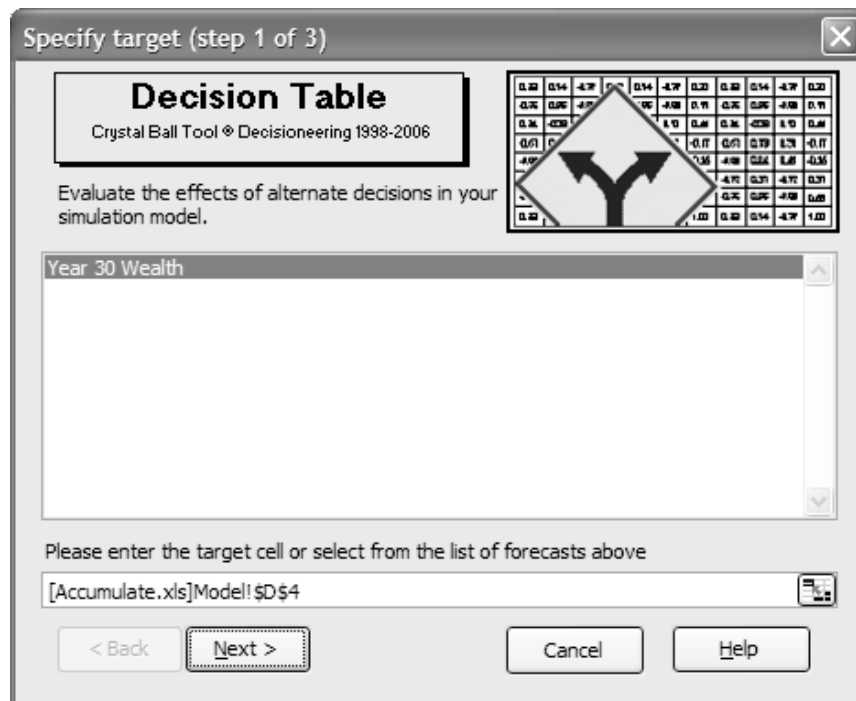 Specify target (step 1 of 3)
Decision Table
Crystal Ball Tool ® Decisioneering 1998-2006
Evaluate the effects of alternate decisions in your
simulation model.
Year 30 Wealth
Please enter the target cell or select from the list of forecasts above
[Accumulate.xls]Model!$D$4
< Back
Next >
Cancel
Help